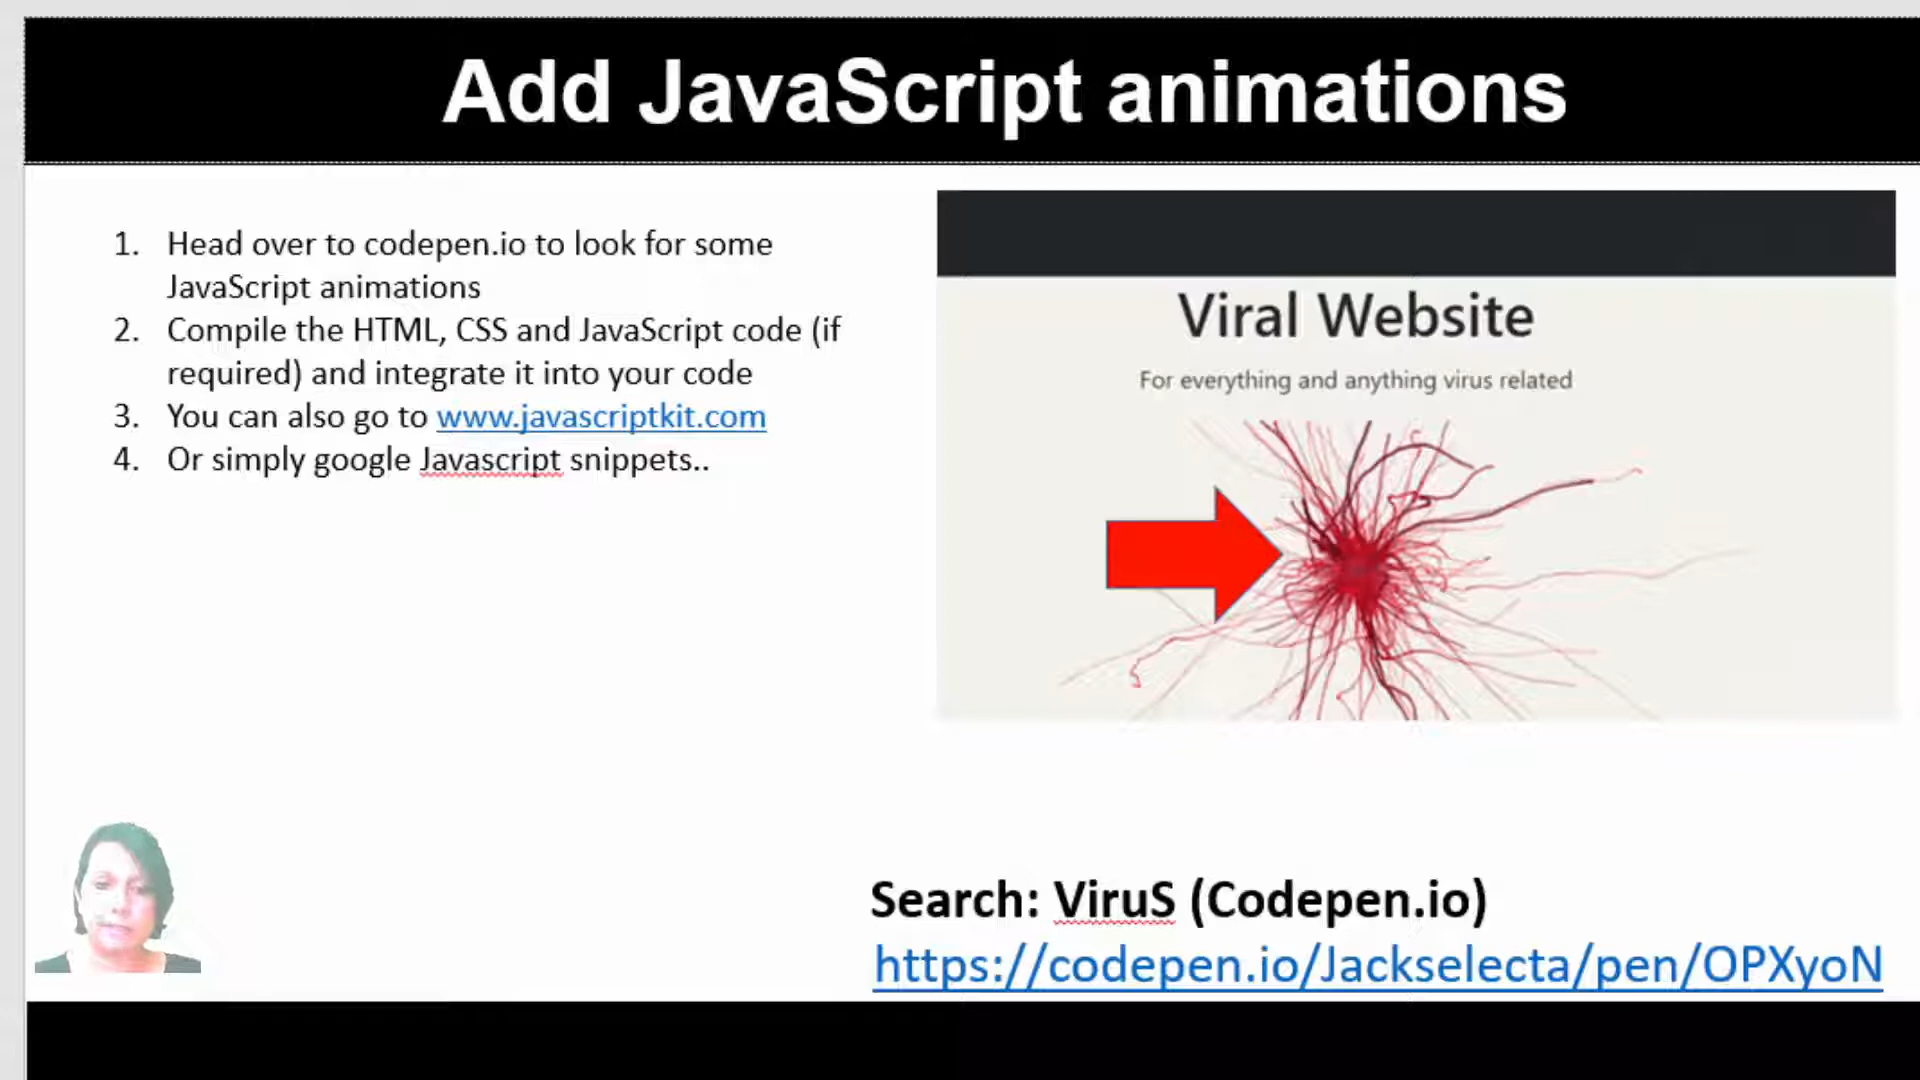 Add JavaScript animations
1. Head over to codepen.io to look for some
JavaScript animations
2. Compile the HTML, CSS and JavaScript code (if
required) and integrate it into your code
3. You can also go to www.javascriptkit.com
4. Or simply google Javascript snippets..
Viral Website
For everything and anything virus related
Search: ViruS (Codepen.io)
https://codepen.io/Jackselecta/pen/OPXyoN